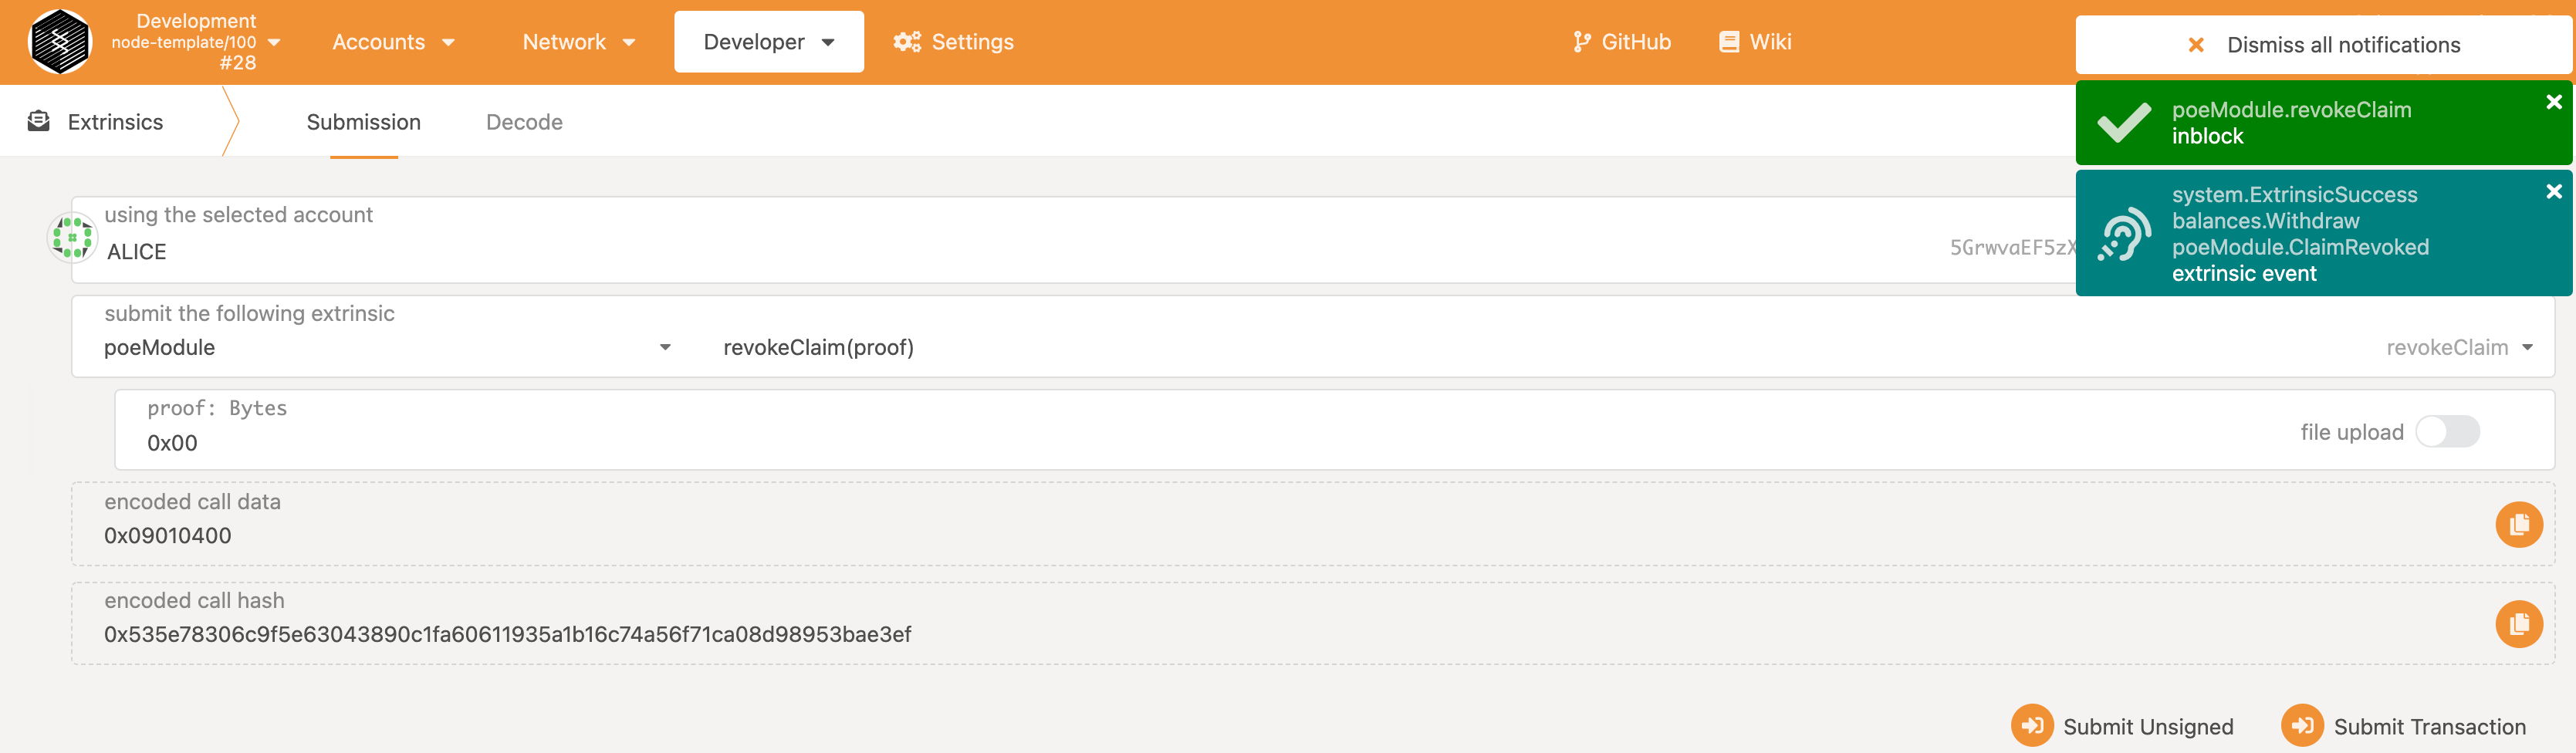 Development
node-template/100
#28
Accounts
Network
Developer
Settings
GitHub
Wiki
Dismiss all notifications
poeModule.revokeClaim
inblock
system.ExtrinsicSuccess
balances.Withdraw
poeModule.ClaimRevoked
extrinsic event
Extrinsics
Submission
Decode
using the selected account
ALICE
5GrwvaEF5zX
submit the following extrinsic
poeModule
revokeClaim(proof)
revokeClaim
proof: Bytes
0x00
file upload
encoded call data
0x09010400
encoded call hash
0x535e78306c9f5e63043890c1fa60611935a1b16c74a56f71ca08d98953bae3ef
Submit Unsigned
Submit Transaction